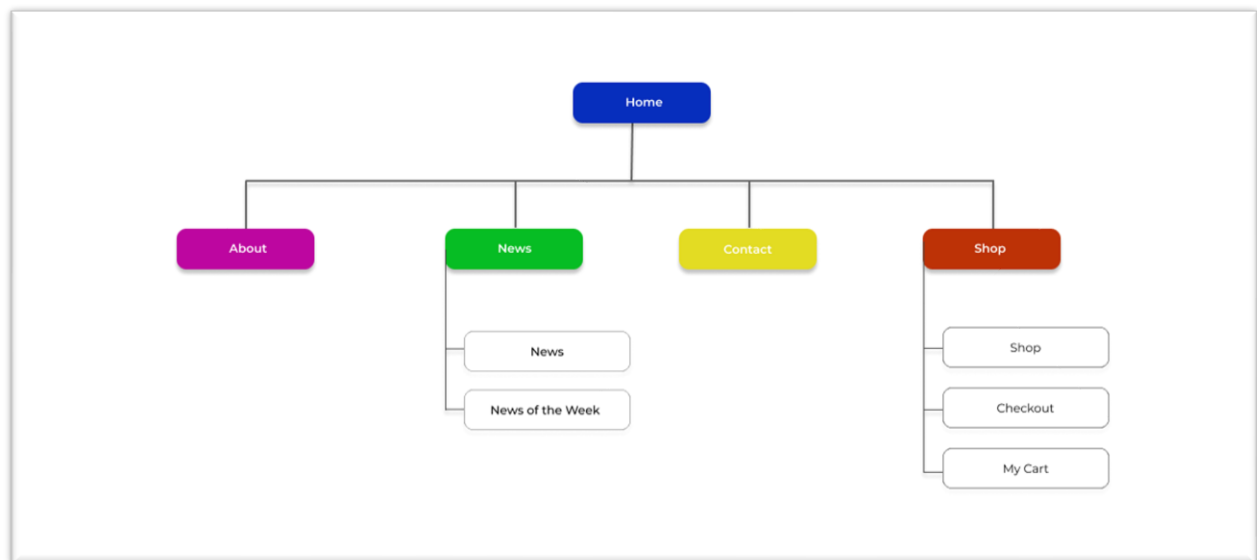 Home
About
News
Contact
Shop
News
News of the Week
Shop
Checkout
My Cart